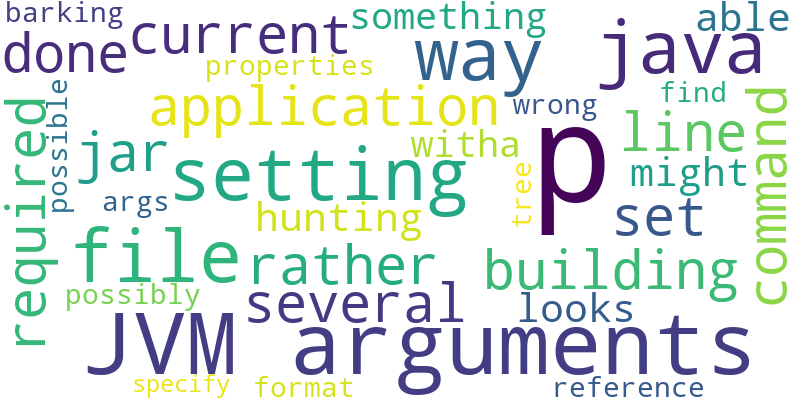 barking
something
able
done
current
way
java
properties
application
wrong
find
required
possible
jar
witha
p
line
command
setting
might
args
tree
hunting
set
file
rather
building
possibly
several
looks
JVM arguments
specify
format
reference